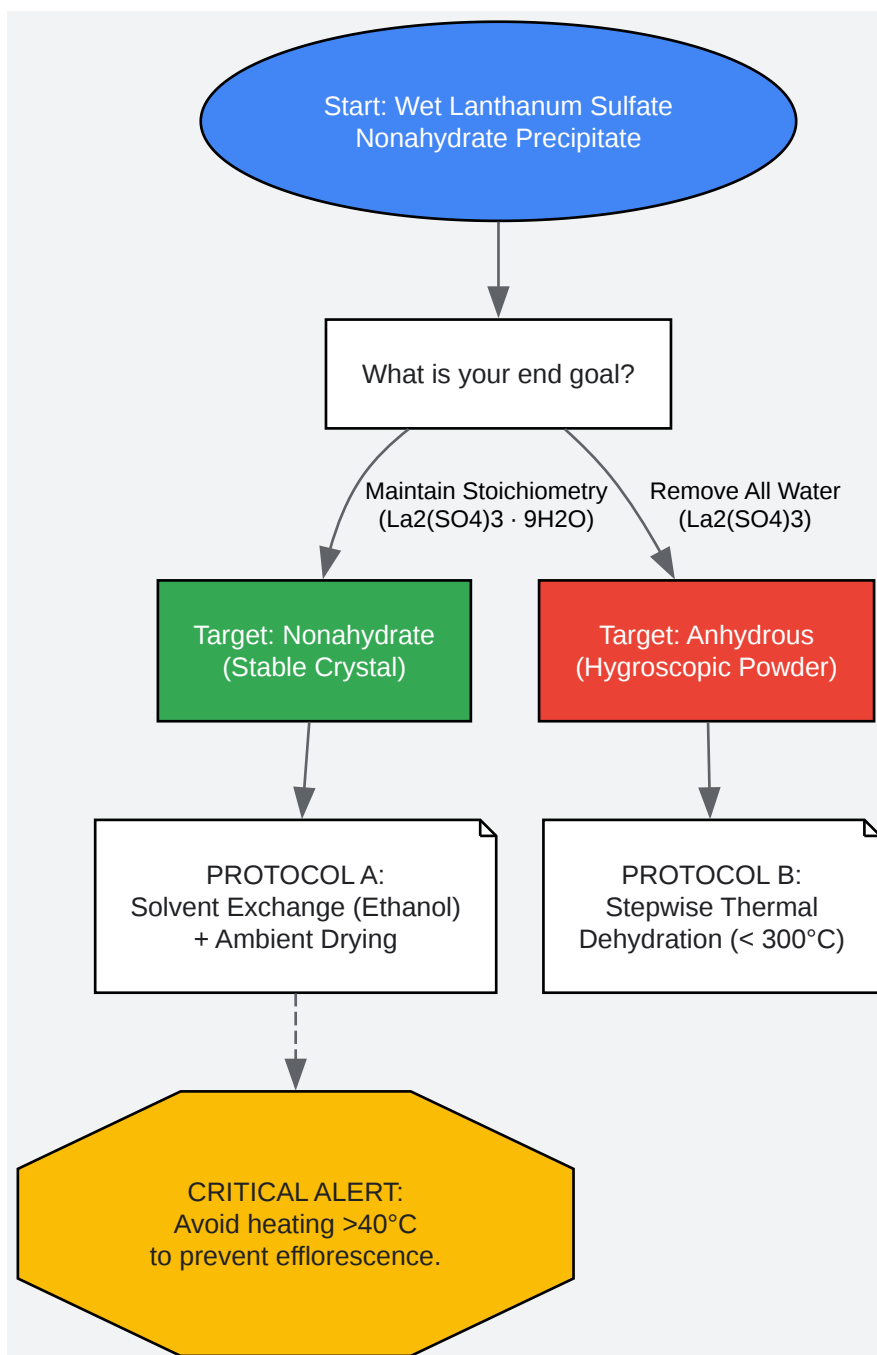 Start: Wet Lanthanum Sulfate
Nonahydrate Precipitate
What is your end goal?
Maintain Stoichiometry
(La2(SO4)3 · 9H2O)
Remove All Water
(La2(SO4)3)
Target: Nonahydrate
(Stable Crystal)
Target: Anhydrous
(Hygroscopic Powder)
PROTOCOL A:
Solvent Exchange (Ethanol)
+ Ambient Drying
PROTOCOL B:
Stepwise Thermal
Dehydration (< 300°C)
CRITICAL ALERT:
Avoid heating >40°C
to prevent efflorescence.